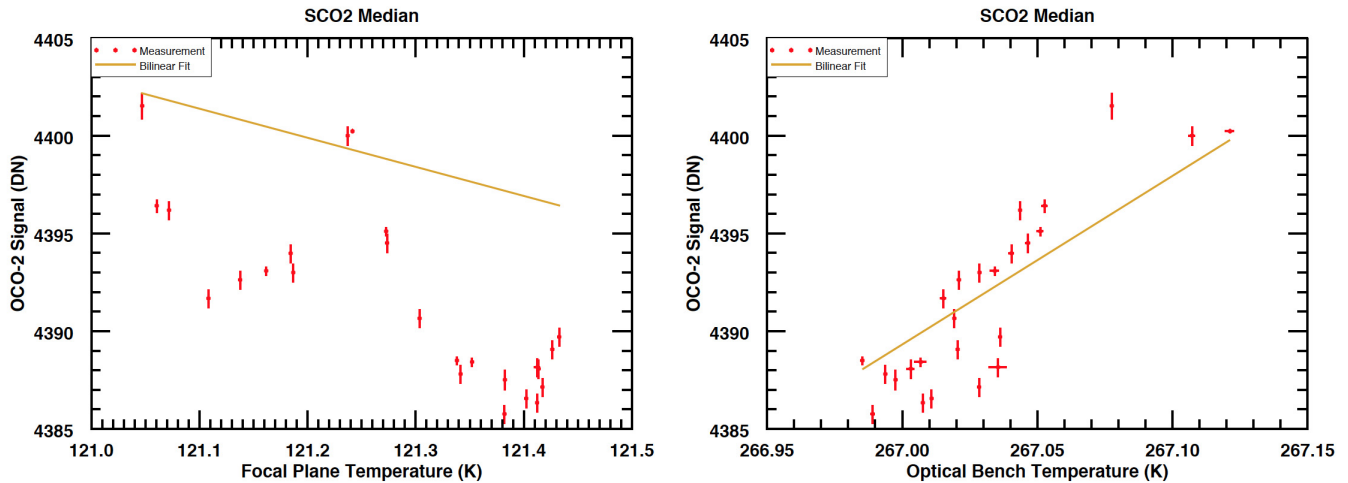 SCO2 Median
4405
4400
4395
4390
4385
OCO-2 Signal (DN)
Measurement
Bilinear Fit
121.0
121.1
121.2
121.3
121.4
121.5
Focal Plane Temperature (K)
SCO2 Median
4405
4400
4395
4390
4385
OCO-2 Signal (DN)
Measurement
Bilinear Fit
266.95
267.00
267.05
267.10
267.15
Optical Bench Temperature (K)